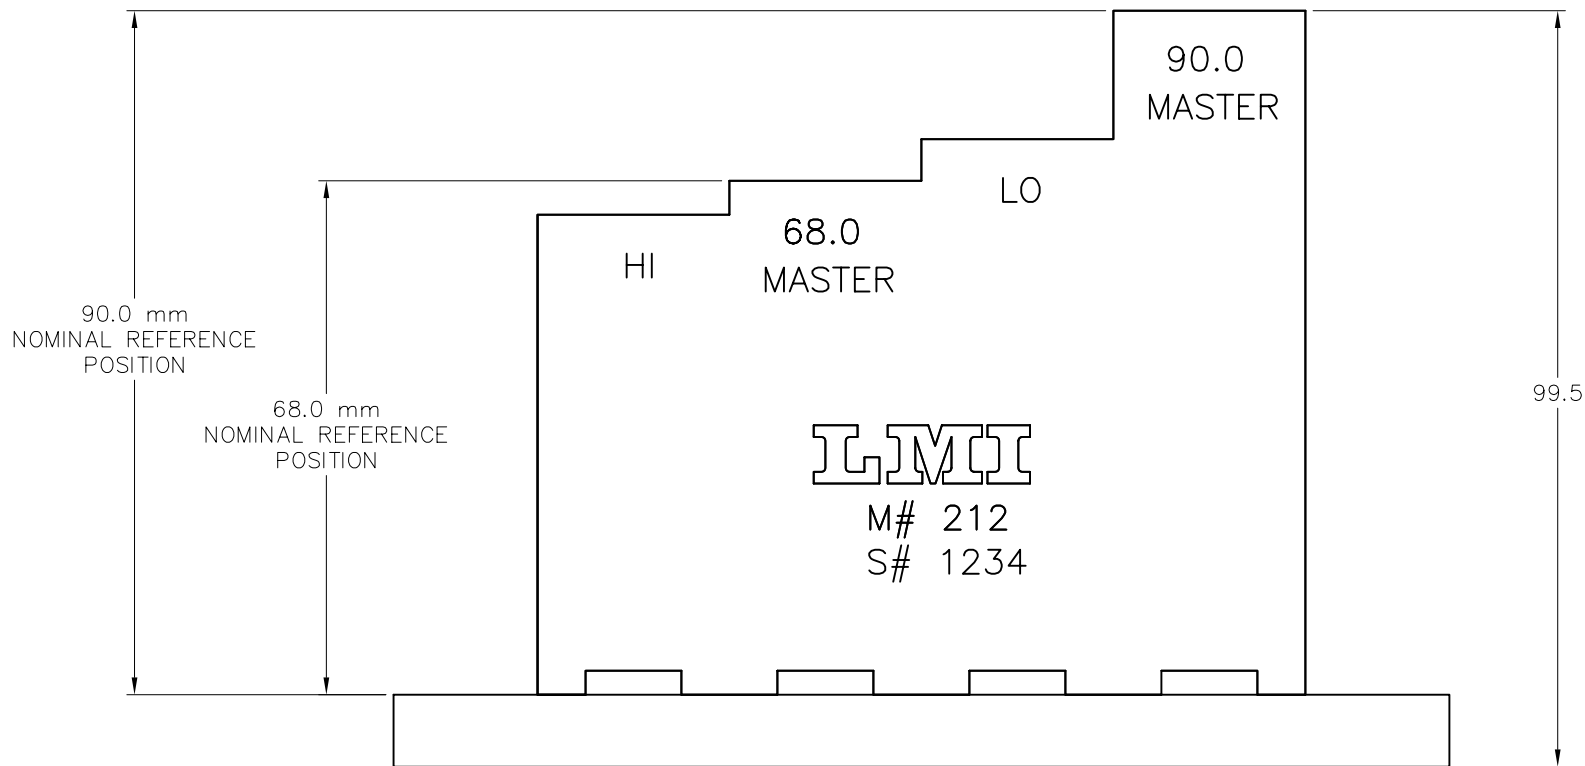 90.0
MASTER
LO
68.0
MASTER
HI
90.0 mm
NOMINAL REFERENCE
POSITION
68.0 mm
NOMINAL REFERENCE
POSITION
99.5
LMI
M# 212
S# 1234